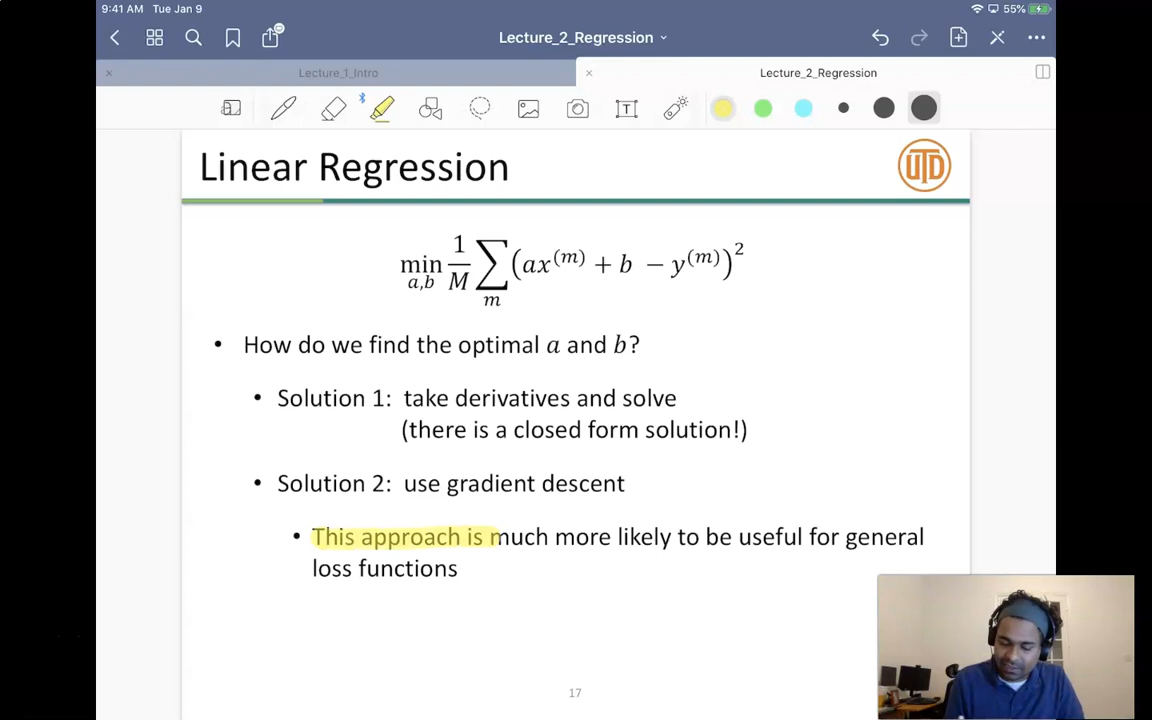 9:41 AM Tue Jan 9
55%
Lecture_2_Regression
Lecture_1_Intro
Lecture_2_Regression
T
Linear Regression
UTD
min a,b 1/M ∑ m (ax^(m) + b − y^(m))^2
• How do we find the optimal a and b?
• Solution 1: take derivatives and solve
(there is a closed form solution!)
• Solution 2: use gradient descent
• This approach is much more likely to be useful for general
loss functions
17